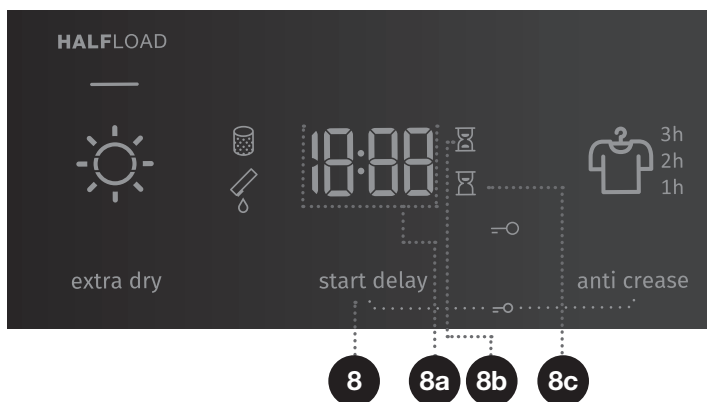 HALFLOAD
18:88
3h
2h
1h
extra dry
start delay
anti crease
8
8a
8b
8c